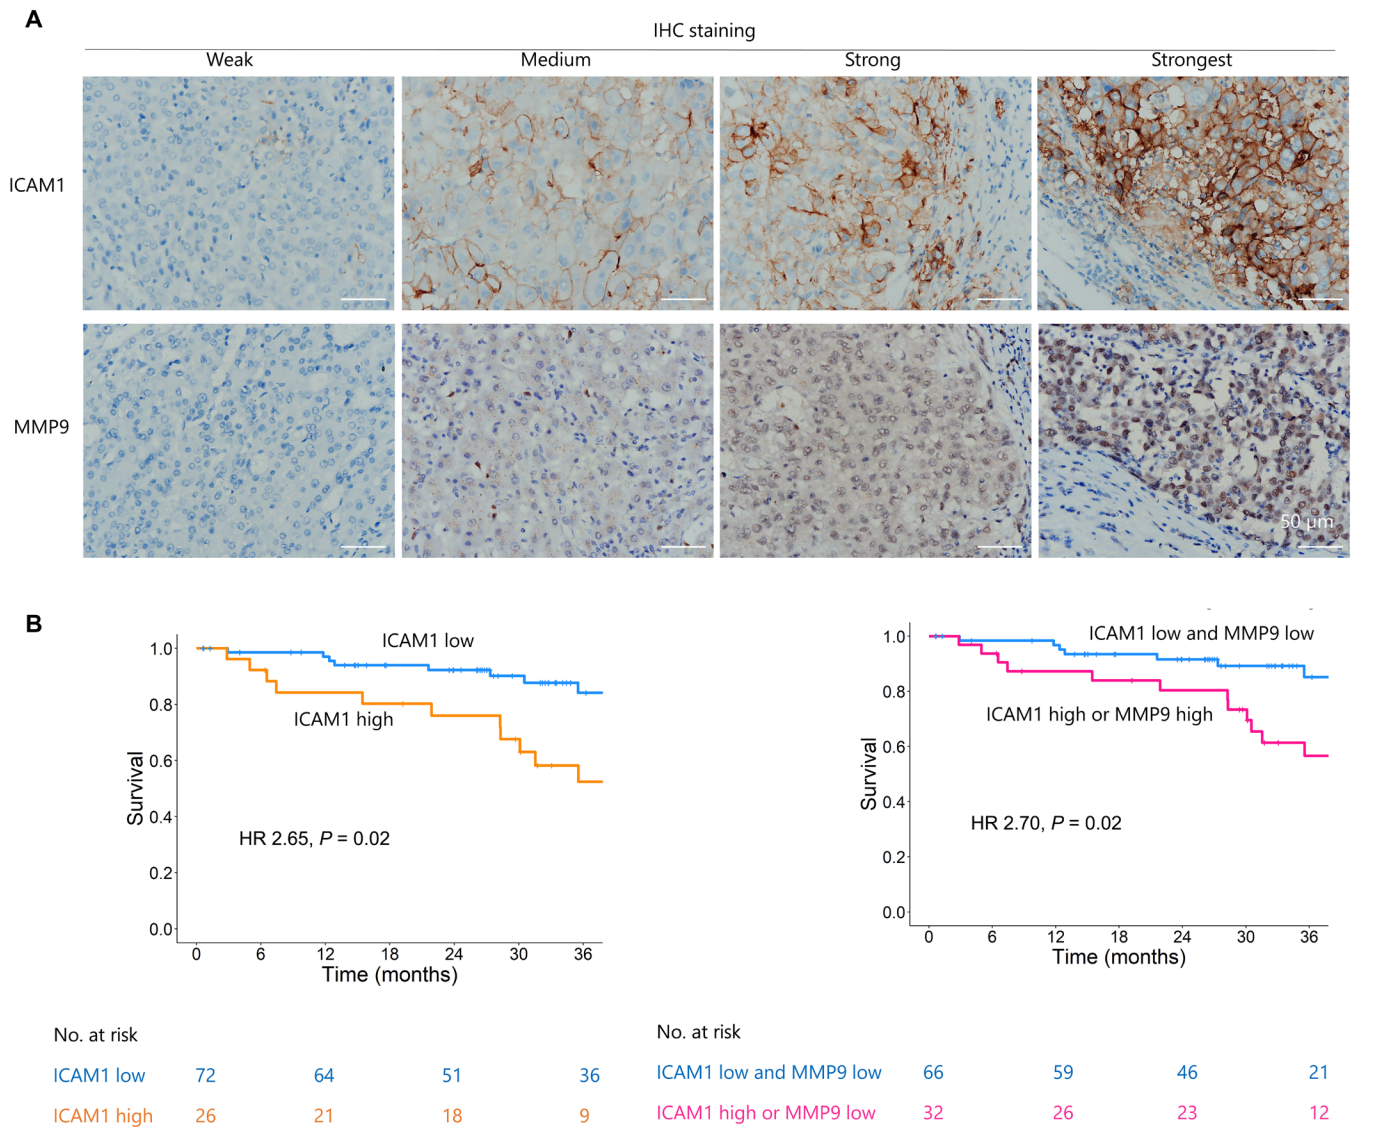 A
IHC staining
Weak Medium Strong Strongest
ICAM1
MMP9
50 μm
B
ICAM1 low
ICAM1 high
HR 2.65, P = 0.02
Survival
1.0
0.8
0.6
0.4
0.2
0.0
0 6 12 18 24 30 36
Time (months)
No. at risk
ICAM1 low 72 64 51 36
ICAM1 high 26 21 18 9
ICAM1 low and MMP9 low
ICAM1 high or MMP9 high
HR 2.70, P = 0.02
Survival
1.0
0.8
0.6
0.4
0.2
0.0
0 6 12 18 24 30 36
Time (months)
No. at risk
ICAM1 low and MMP9 low 66 59 46 21
ICAM1 high or MMP9 low 32 26 23 12